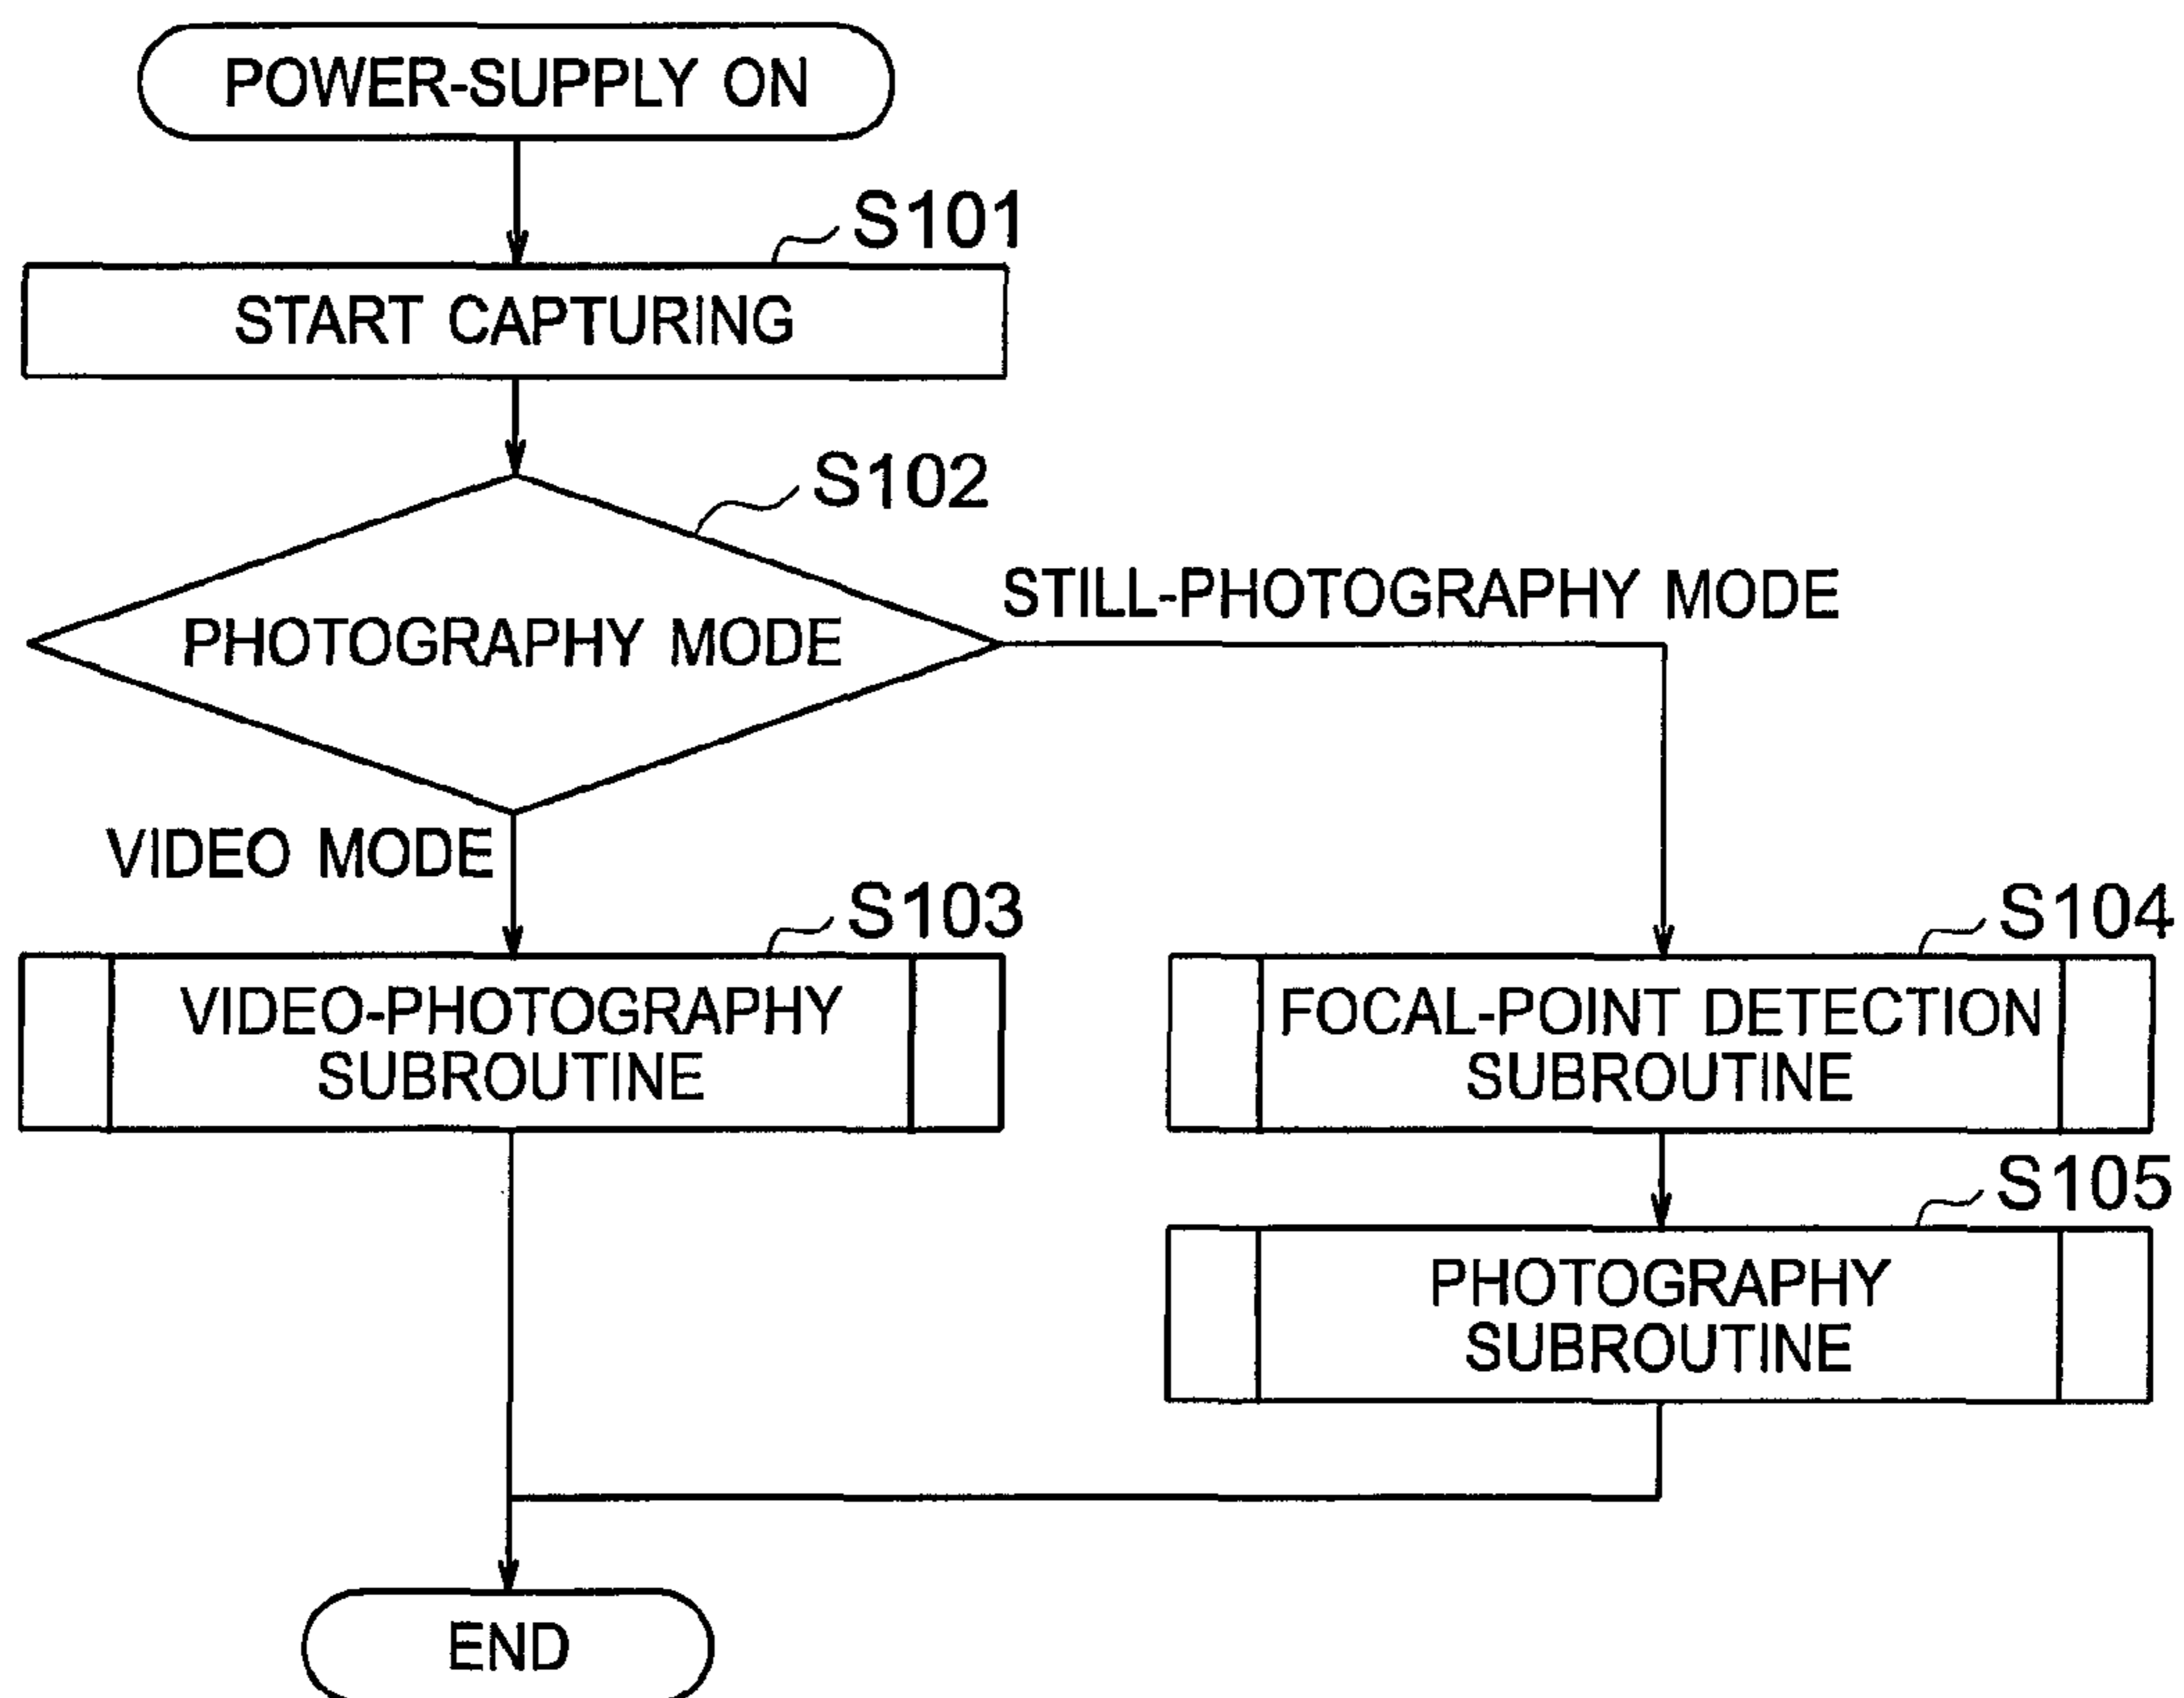 POWER-SUPPLY ON
S101
START CAPTURING
S102
PHOTOGRAPHY MODE
STILL-PHOTOGRAPHY MODE
VIDEO MODE
S103
VIDEO-PHOTOGRAPHY
SUBROUTINE
S104
FOCAL-POINT DETECTION
SUBROUTINE
S105
PHOTOGRAPHY
SUBROUTINE
END